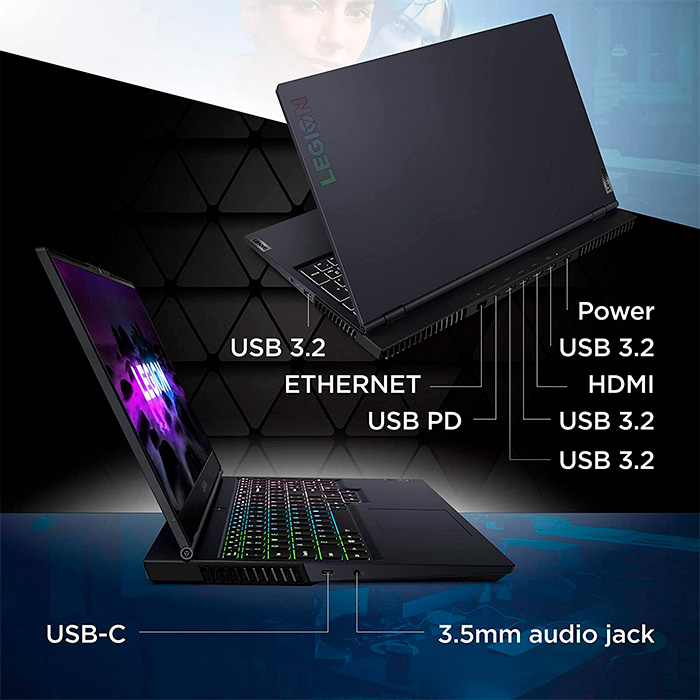 LEGION
Power
USB 3.2
USB 3.2
ETHERNET
HDMI
USB PD
USB 3.2
USB 3.2
LEGION
USB-C
3.5mm audio jack